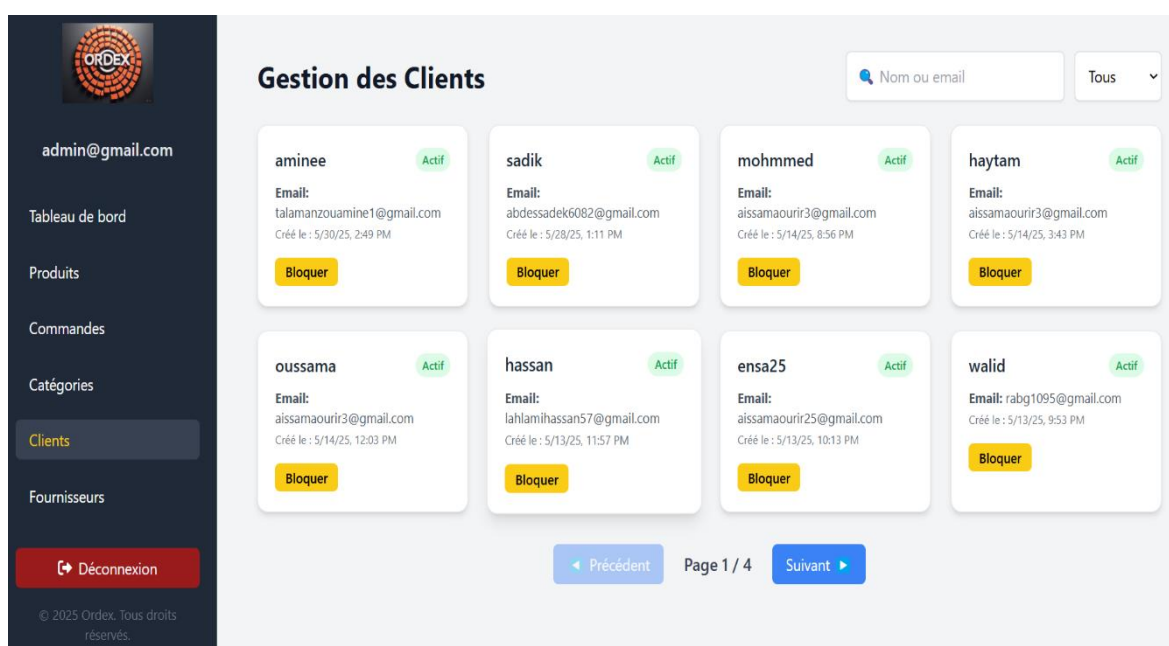 ORDEX
admin@gmail.com
Tableau de bord
Produits
Commandes
Catégories
Clients
Fournisseurs
Déconnexion
© 2025 Ordex. Tous droits
réservés.
Gestion des Clients
Nom ou email
Tous
aminee
Actif
Email:
talamanzouamine1@gmail.com
Créé le : 5/30/25, 2:49 PM
Bloquer
sadik
Actif
Email:
abdessadek6082@gmail.com
Créé le : 5/28/25, 1:11 PM
Bloquer
mohmmed
Actif
Email:
aissamaourir3@gmail.com
Créé le : 5/14/25, 8:56 PM
Bloquer
haytam
Actif
Email:
aissamaourir3@gmail.com
Créé le : 5/14/25, 3:43 PM
Bloquer
oussama
Actif
Email:
aissamaourir3@gmail.com
Créé le : 5/14/25, 12:03 PM
Bloquer
hassan
Actif
Email:
lahlamihassan57@gmail.com
Créé le : 5/13/25, 11:57 PM
Bloquer
ensa25
Actif
Email:
aissamaourir25@gmail.com
Créé le : 5/13/25, 10:13 PM
Bloquer
walid
Actif
Email: rabg1095@gmail.com
Créé le : 5/13/25, 9:53 PM
Bloquer
Précédent
Page 1 / 4
Suivant